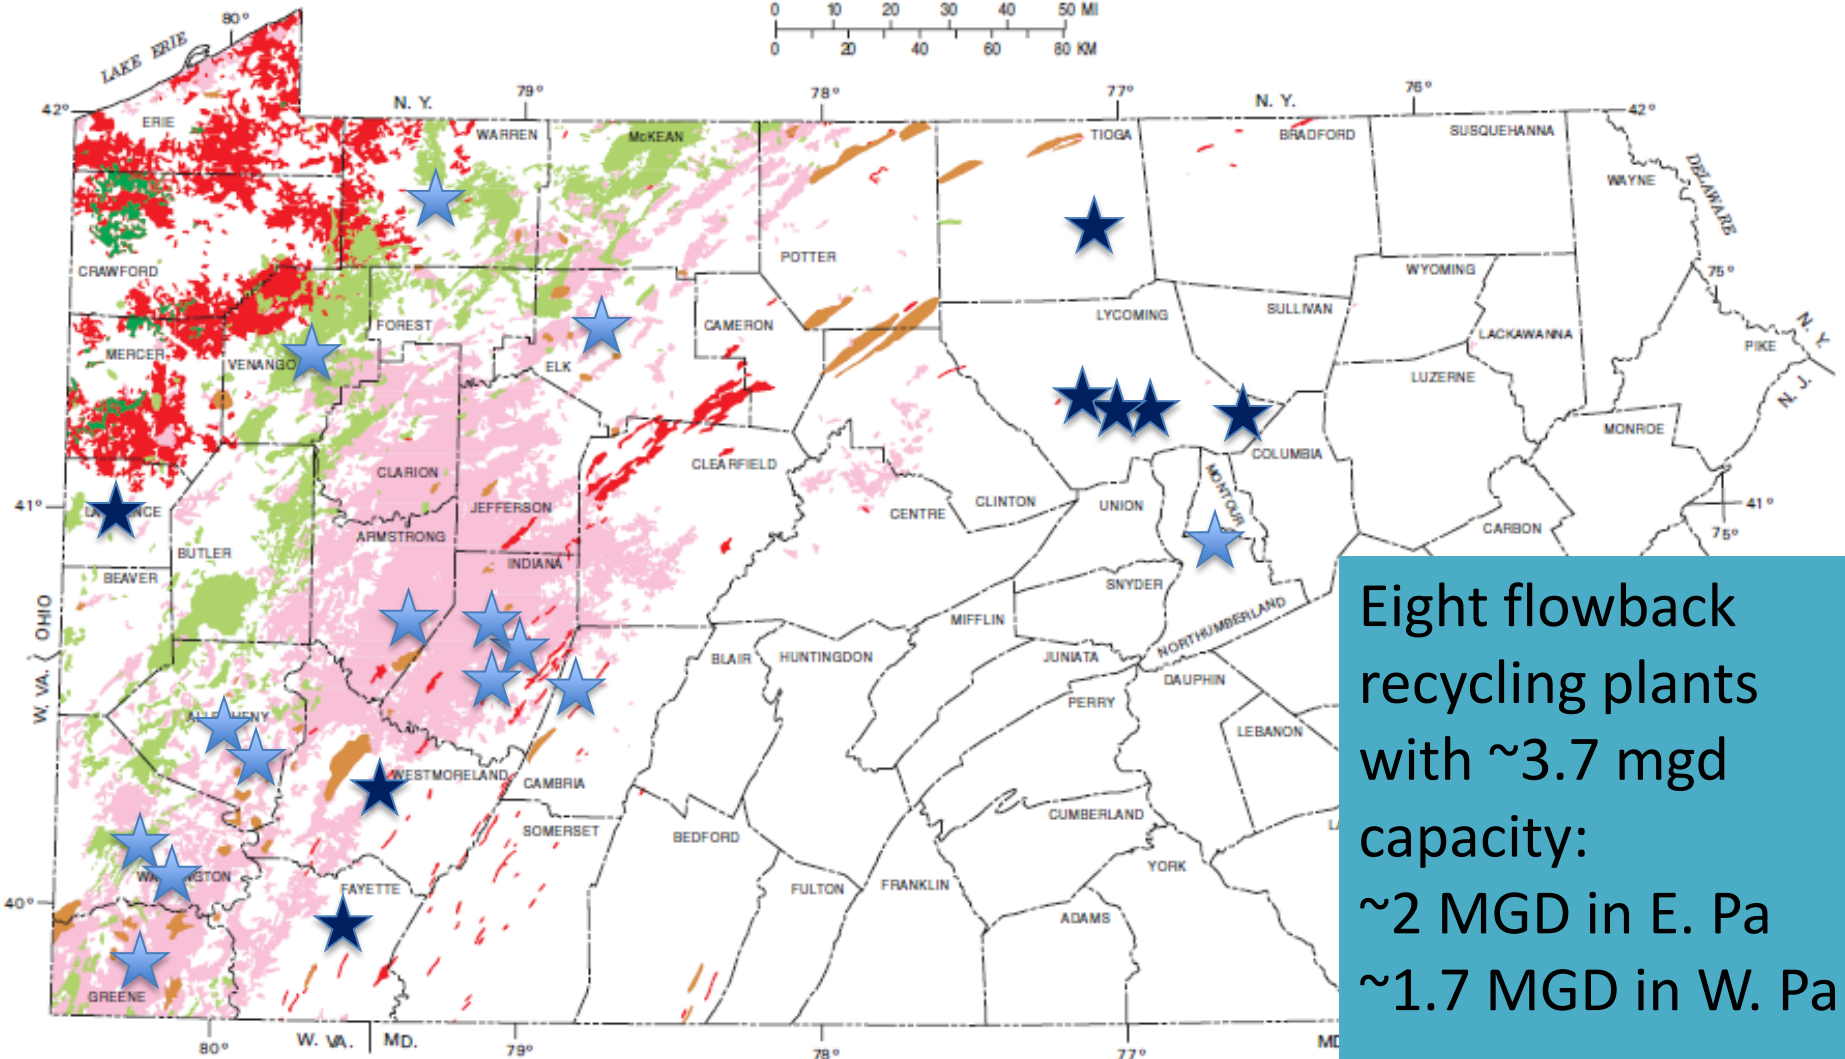 0 10 20 30 40 50 MI
0 20 40 60 80 KM
80°
LAKE ERIE
79°
78°
77°
76°
42°
N. Y.
N. Y.
42°
ERIE
WARREN
McKEAN
TIOGA
BRADFORD
SUSQUEHANNA
WAYNE
DELAWARE
CRAWFORD
POTTER
WYOMING
75°
FOREST
CAMERON
LYCOMING
SULLIVAN
LACKAWANNA
N. Y.
PIKE
MERCER
VENANGO
ELK
LUZERNE
N. J.
MONROE
CLARION
CLEARFIELD
COLUMBIA
MONTOUR
41°
JEFFERSON
CENTRE
CLINTON
UNION
41°
CARBON
75°
ARMSTRONG
BUTLER
INDIANA
BEAVER
SNYDER
OHIO
W. VA.
MIFFLIN
NORTHUMBERLAND
BLAIR
HUNTINGDON
JUNIATA
DAUPHIN
PERRY
LEBANON
WESTMORELAND
CAMBRIA
SOMERSET
BEDFORD
CUMBERLAND
YORK
FAYETTE
FULTON
FRANKLIN
40°
ADAMS
GREENE
80°
W. VA.
MD.
79°
78°
77°
Eight flowback
recycling plants
with ~3.7 mgd
capacity:
~2 MGD in E. Pa
~1.7 MGD in W. Pa